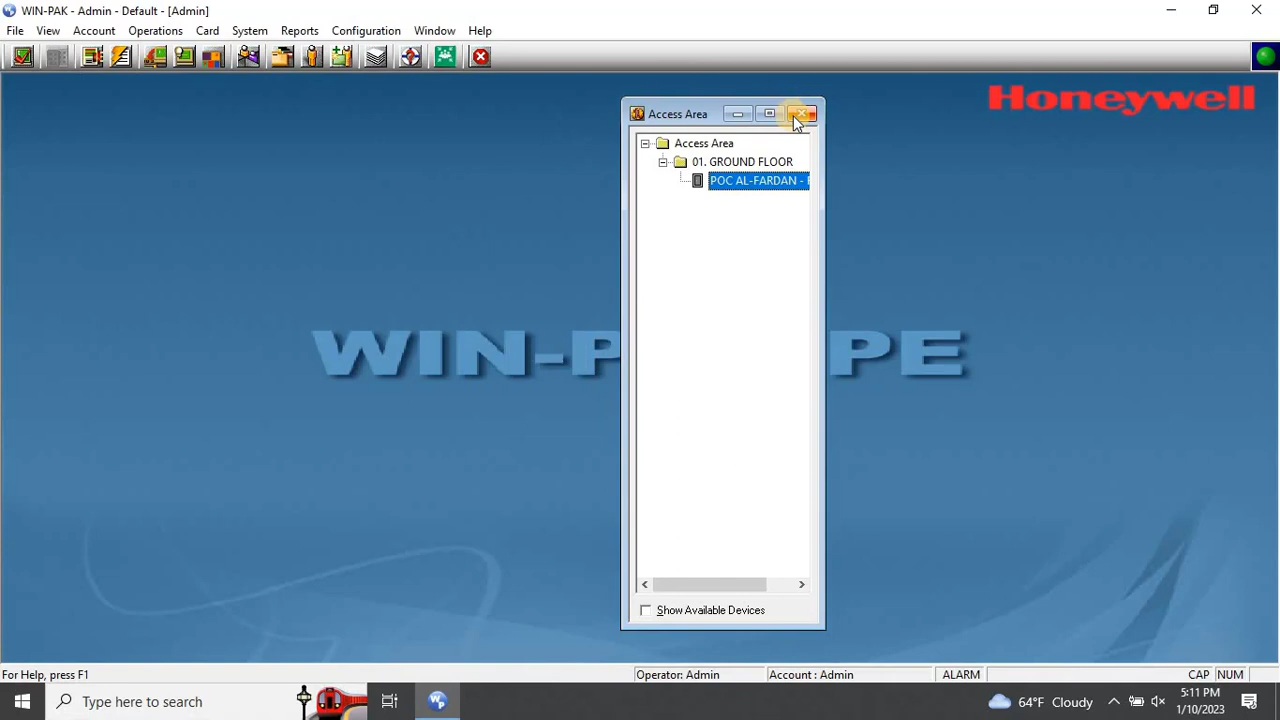 WIN-PAK - Admin - Default - [Admin]
File View Account Operations Card System Reports Configuration Window Help
Honeywell
Access Area
Access Area
01. GROUND FLOOR
POC AL-FARDAN -
WIN-P PE
Show Available Devices
For Help, press F1
Operator: Admin
Account : Admin
ALARM
CAP
NUM
Type here to search
64°F Cloudy
5:11 PM
1/10/2023